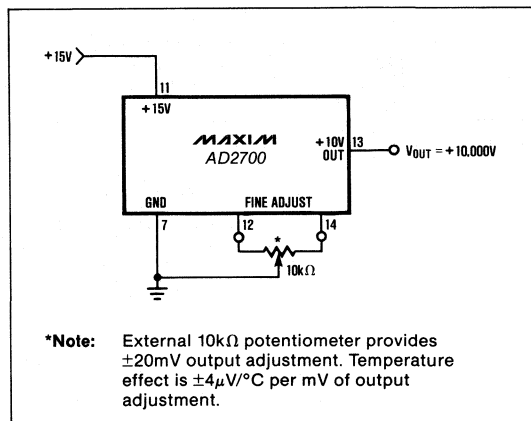 +15V
11
+15V
MAXIM
AD2700
+10V
OUT
13
VOUT = +10.000V
GND
FINE ADJUST
7
12
14
*
10kΩ
*Note: External 10kΩ potentiometer provides
±20mV output adjustment. Temperature
effect is ±4µV/°C per mV of output
adjustment.